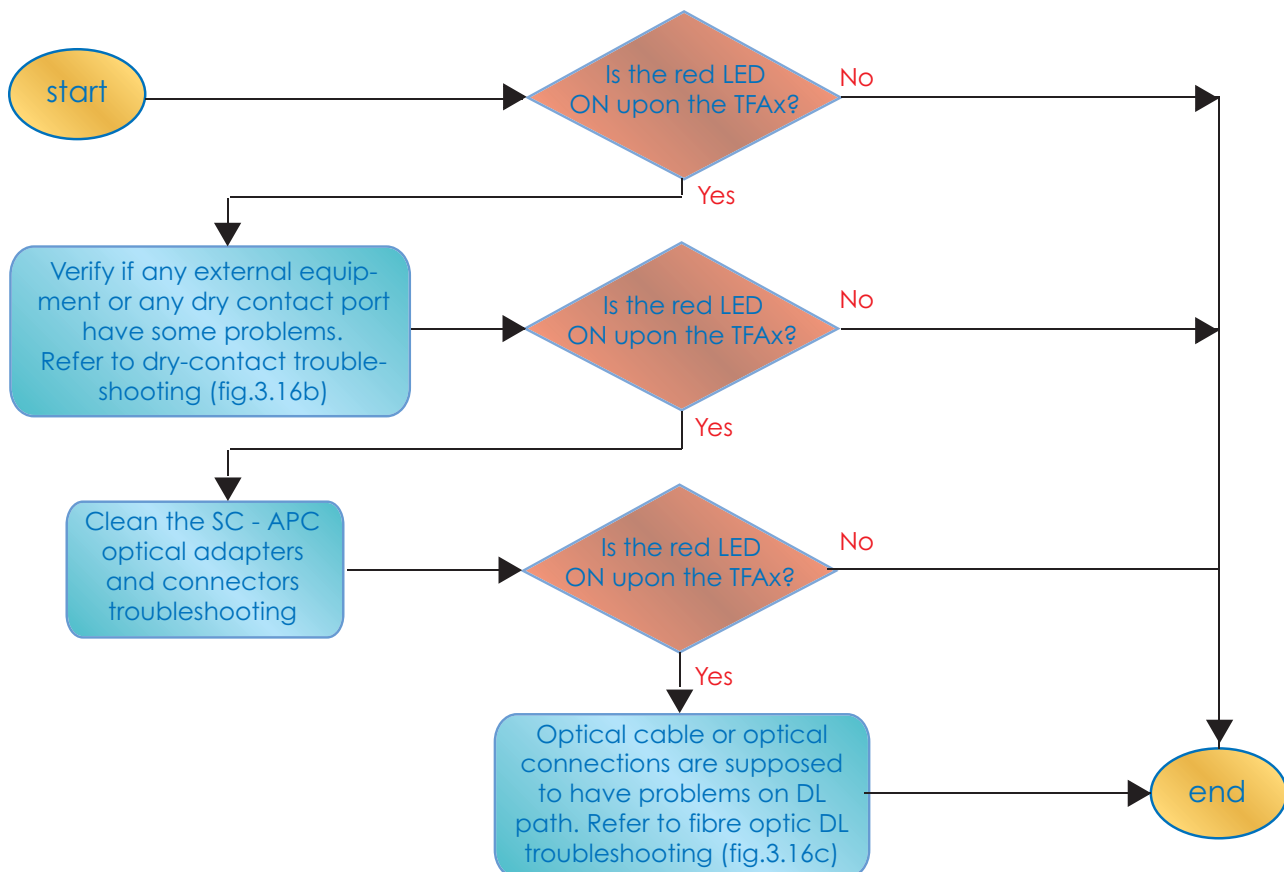 start
Is the red LED
ON upon the TFAx?
No
Yes
Verify if any external equip-
ment or any dry contact port
have some problems.
Refer to dry-contact trouble-
shooting (fig.3.16b)
Is the red LED
ON upon the TFAx?
No
Yes
Clean the SC - APC
optical adapters
and connectors
troubleshooting
Is the red LED
ON upon the TFAx?
No
Yes
Optical cable or optical
connections are supposed
to have problems on DL
path. Refer to fibre optic DL
troubleshooting (fig.3.16c)
end